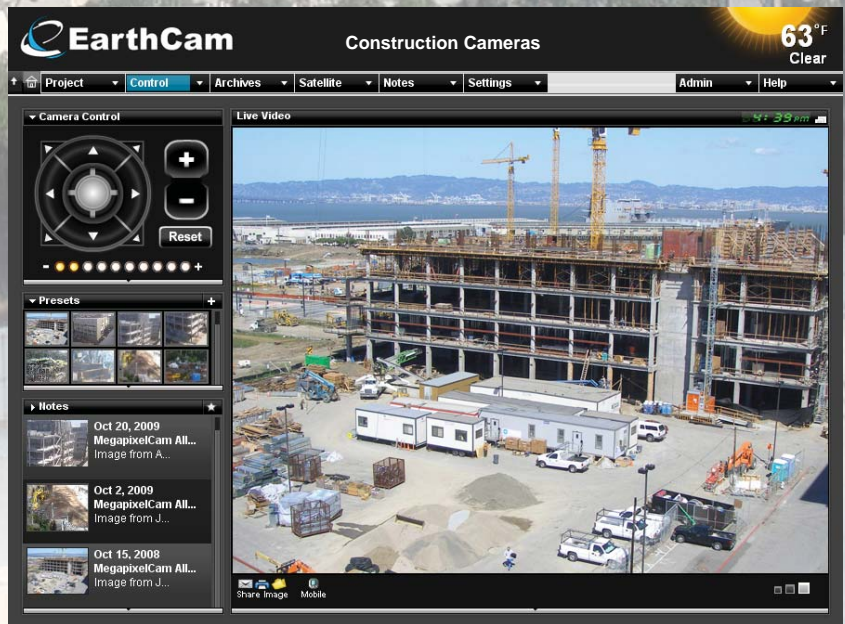 EarthCam
Construction Cameras
63°F
Clear
Project
Control
Archives
Satellite
Notes
Settings
Admin
Help
Camera Control
+
-
Reset
- +
Presets
+
Notes
Oct 20, 2009
MegapixelCam All...
Image from A...
Oct 2, 2009
MegapixelCam All...
Image from J...
Oct 15, 2008
MegapixelCam All...
Image from J...
Live Video
4:39 PM
Share Image
Mobile